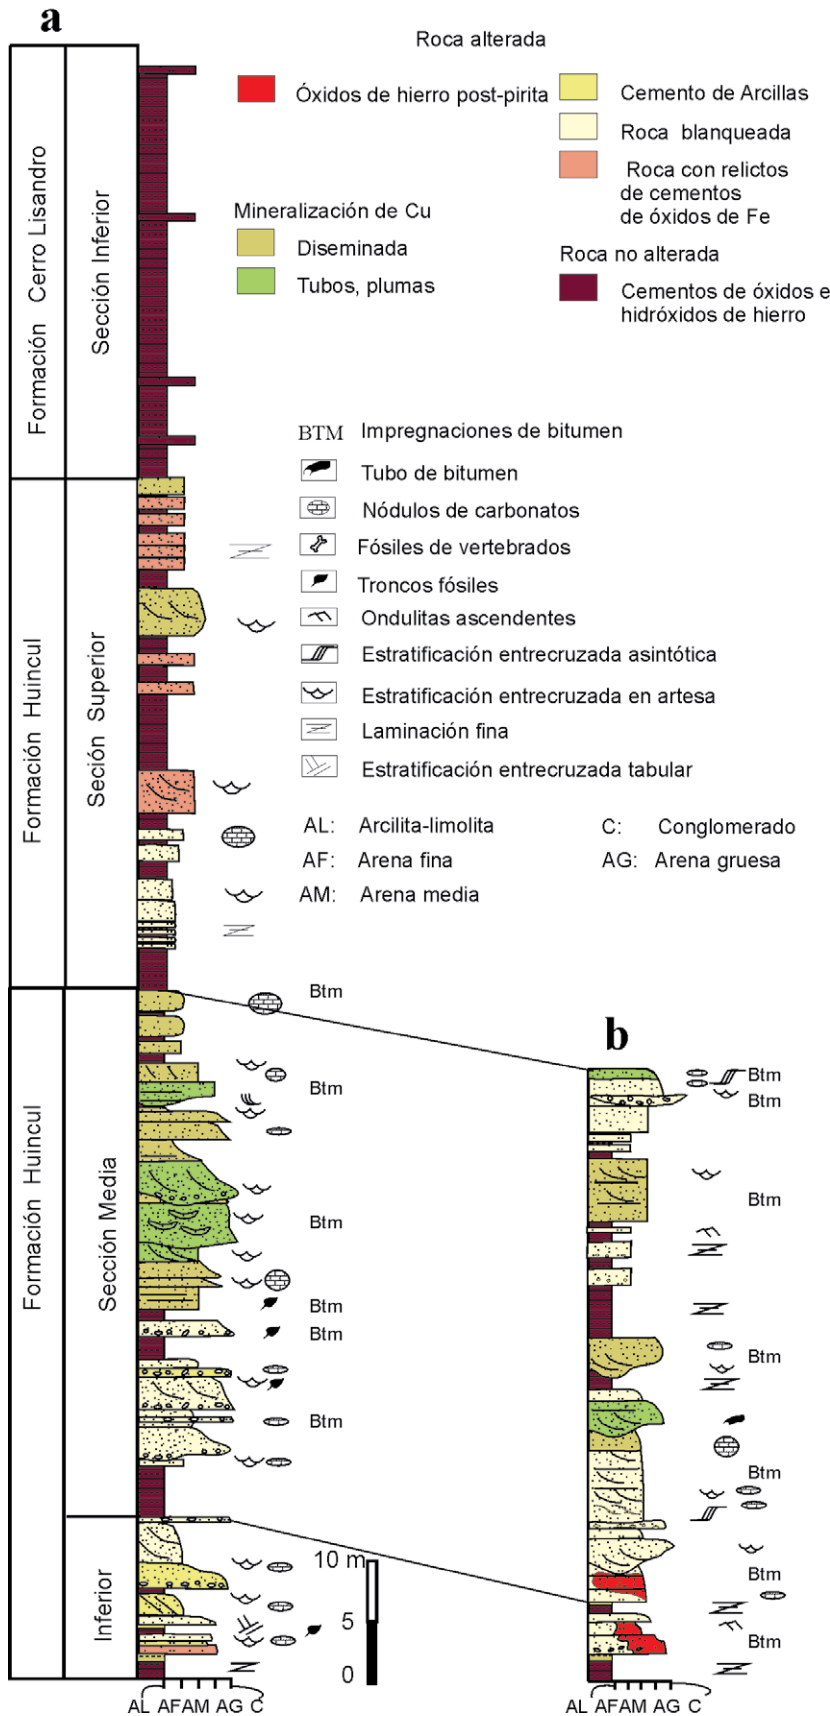 a
Roca alterada
Óxidos de hierro post-pirita
Cemento de Arcillas
Roca blanqueada
Roca con relictos
de cementos
de óxidos de Fe
Mineralización de Cu
Diseminada
Tubos, plumas
Roca no alterada
Cementos de óxidos e
hidróxidos de hierro
Formación Cerro Lisandro
Sección Inferior
BTM Impregnaciones de bitumen
Tubo de bitumen
Nódulos de carbonatos
Fósiles de vertebrados
Troncos fósiles
Ondulitas ascendentes
Estratificación entrecruzada asintótica
Estratificación entrecruzada en artesa
Laminación fina
Estratificación entrecruzada tabular
AL: Arcilita-limolita
C: Conglomerado
AF: Arena fina
AG: Arena gruesa
AM: Arena media
Formación Huincul
Seción Superior
Formación Huincul
Sección Media
Inferior
Btm
Btm
Btm
Btm
Btm
Btm
b
Btm
Btm
Btm
Btm
Btm
Btm
Btm
10 m
5
0
AL AF AM AG C
AL AF AM AG C